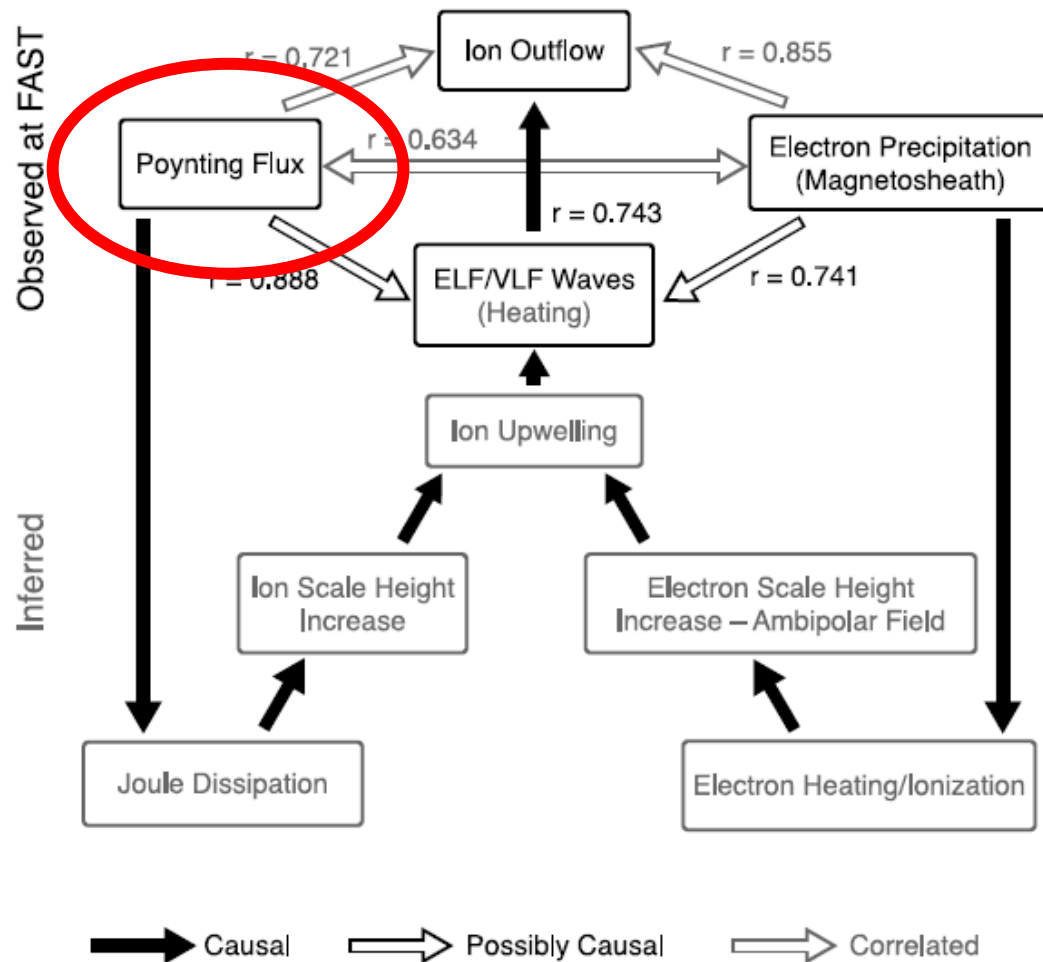 Observed at FAST
Ion Outflow
r = 0.721
r = 0.855
r = 0.634
Poynting Flux
Electron Precipitation
(Magnetosheath)
r = 0.743
r = 0.888
ELF/VLF Waves
(Heating)
r = 0.741
Ion Upwelling
Inferred
Ion Scale Height
Increase
Electron Scale Height
Increase – Ambipolar Field
Joule Dissipation
Electron Heating/Ionization
Causal
Possibly Causal
Correlated